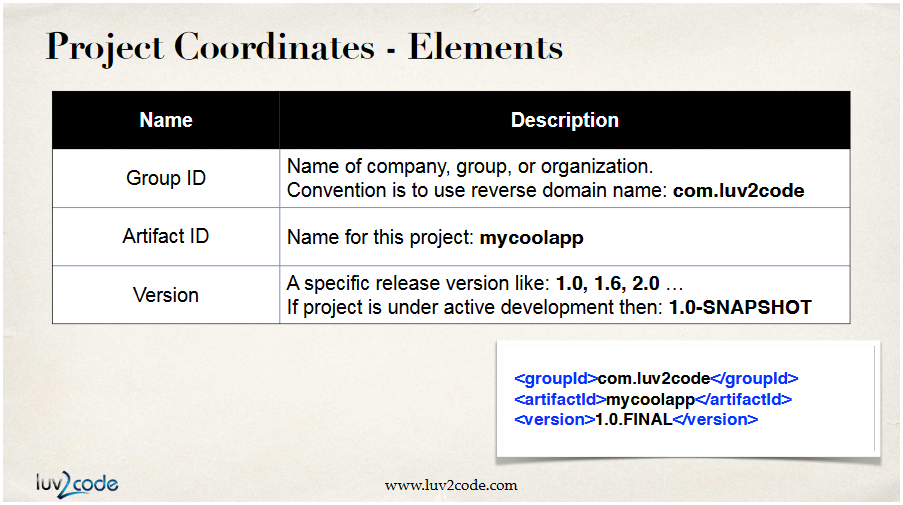 Project Coordinates - Elements
Name
Description
Group ID
Name of company, group, or organization.
Convention is to use reverse domain name: com.luv2code
Artifact ID
Name for this project: mycoolapp
Version
A specific release version like: 1.0, 1.6, 2.0 …
If project is under active development then: 1.0-SNAPSHOT
<groupId>com.luv2code</groupId>
<artifactId>mycoolapp</artifactId>
<version>1.0.FINAL</version>
luv2code
www.luv2code.com